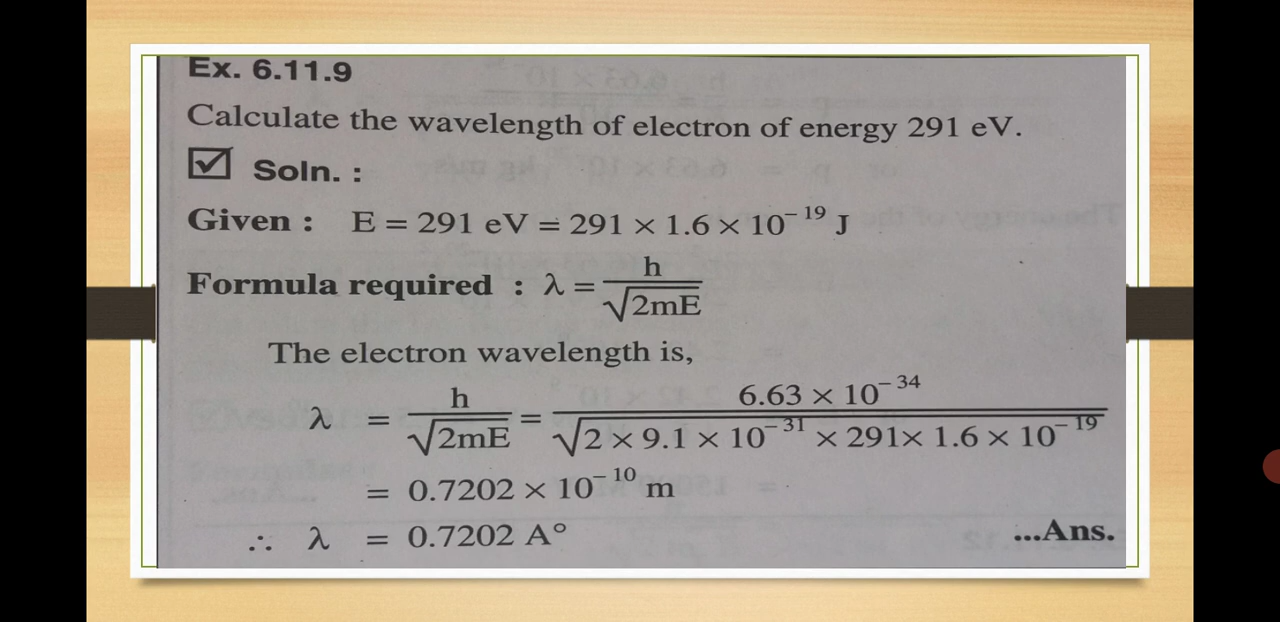 Ex. 6.11.9
Calculate the wavelength of electron of energy 291 eV.
☑ Soln. :
Given : E = 291 eV = 291 × 1.6 × 10⁻¹⁹ J
Formula required : λ = h / √2mE
The electron wavelength is,
λ = h / √2mE = 6.63 × 10⁻³⁴ / √2 × 9.1 × 10⁻³¹ × 291× 1.6 × 10⁻¹⁹
= 0.7202 × 10⁻¹⁰ m
∴ λ = 0.7202 A° ...Ans.